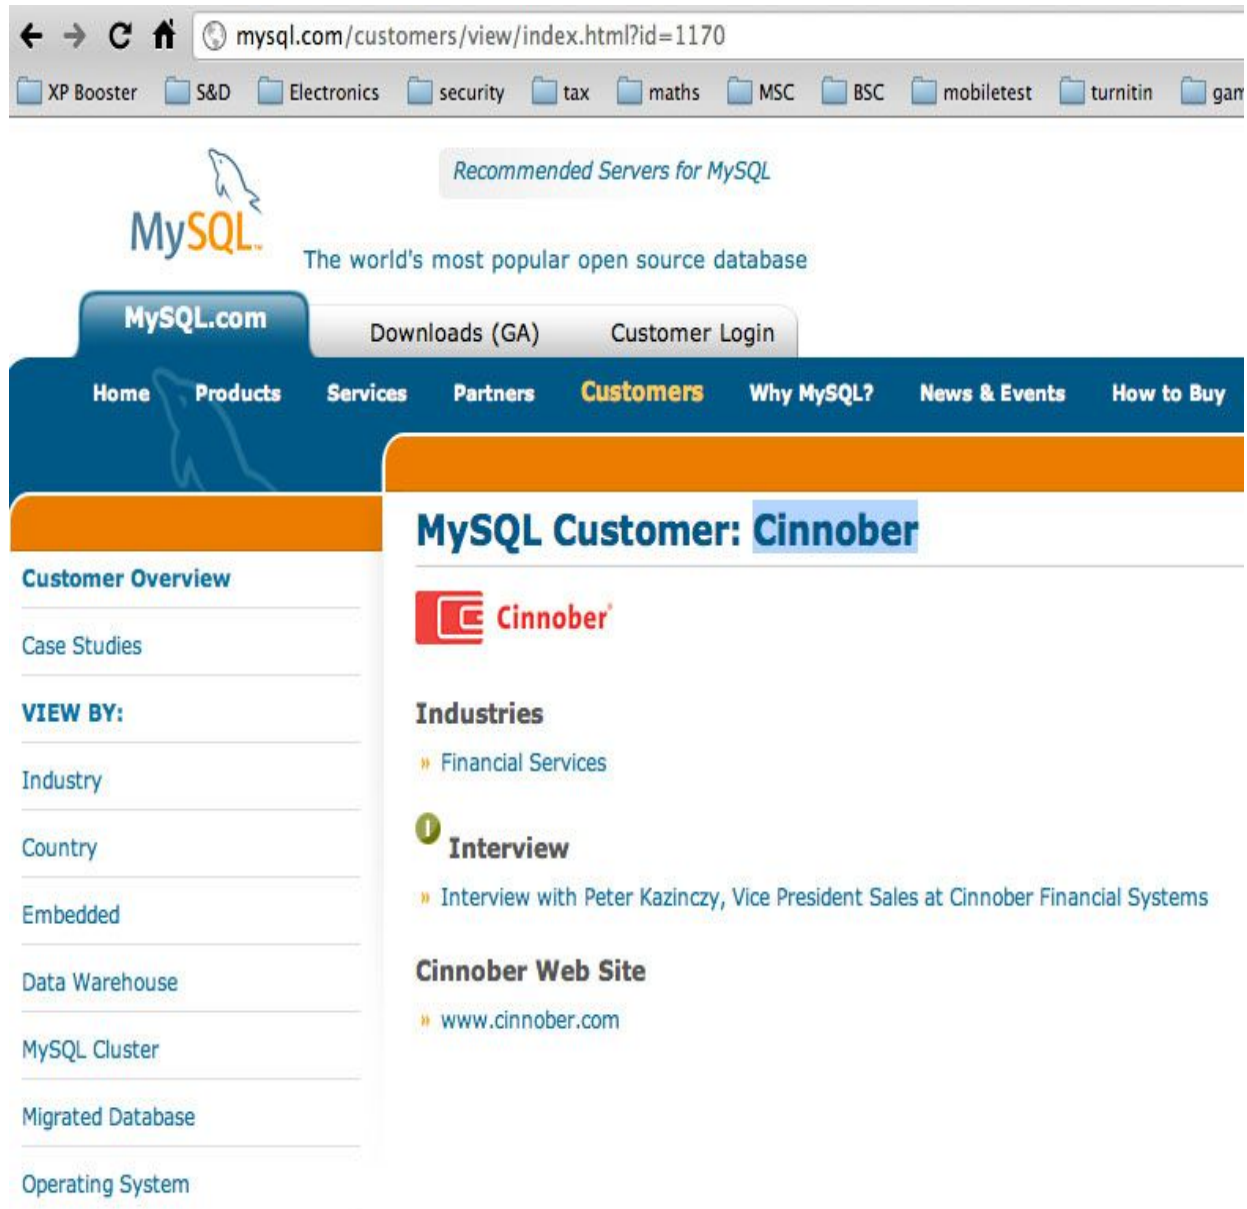 mysql.com/customers/view/index.html?id=1170
XP Booster S&D Electronics security tax maths MSC BSC mobiletest turnitin
Recommended Servers for MySQL
MySQL™
The world's most popular open source database
MySQL.com Downloads (GA) Customer Login
Home Products Services Partners Customers Why MySQL? News & Events How to Buy
MySQL Customer: Cinnober
Customer Overview
Case Studies
VIEW BY:
Industry
Country
Embedded
Data Warehouse
MySQL Cluster
Migrated Database
Operating System
Cinnober®
Industries
» Financial Services
I Interview
» Interview with Peter Kazinczy, Vice President Sales at Cinnober Financial Systems
Cinnober Web Site
» www.cinnober.com